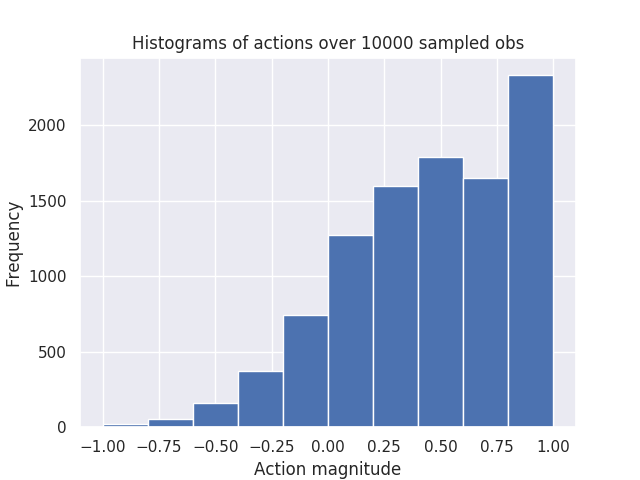 Histograms of actions over 10000 sampled obs
2000
1500
1000
500
0
Frequency
−1.00 −0.75 −0.50 −0.25 0.00 0.25 0.50 0.75 1.00
Action magnitude